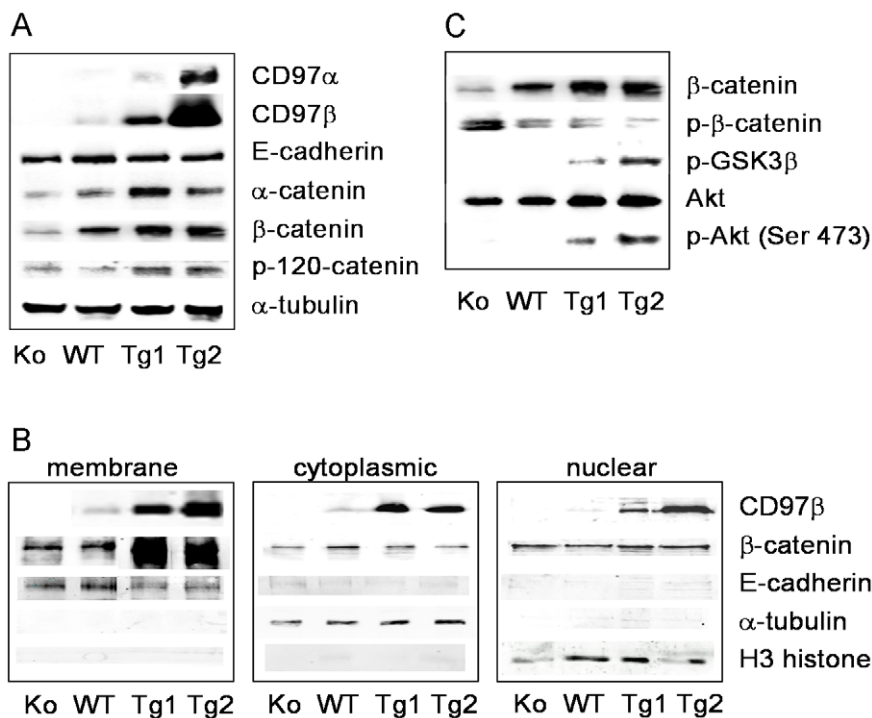 A
CD97α
CD97β
E-cadherin
α-catenin
β-catenin
p-120-catenin
α-tubulin
Ko WT Tg1 Tg2
C
β-catenin
p-β-catenin
p-GSK3β
Akt
p-Akt (Ser 473)
Ko WT Tg1 Tg2
B
membrane cytoplasmic nuclear
CD97β
β-catenin
E-cadherin
α-tubulin
H3 histone
Ko WT Tg1 Tg2 Ko WT Tg1 Tg2 Ko WT Tg1 Tg2